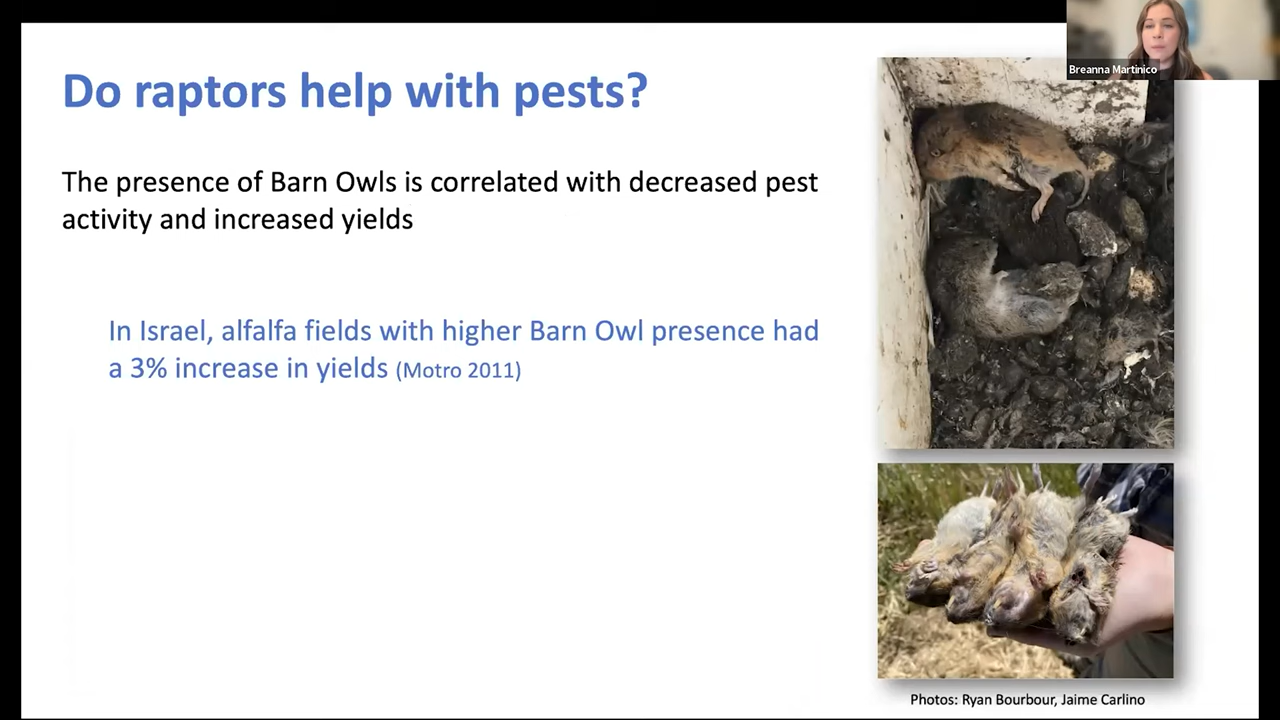 Breanna Martinico
Do raptors help with pests?
The presence of Barn Owls is correlated with decreased pest
activity and increased yields
In Israel, alfalfa fields with higher Barn Owl presence had
a 3% increase in yields (Motro 2011)
Photos: Ryan Bourbour, Jaime Carlino